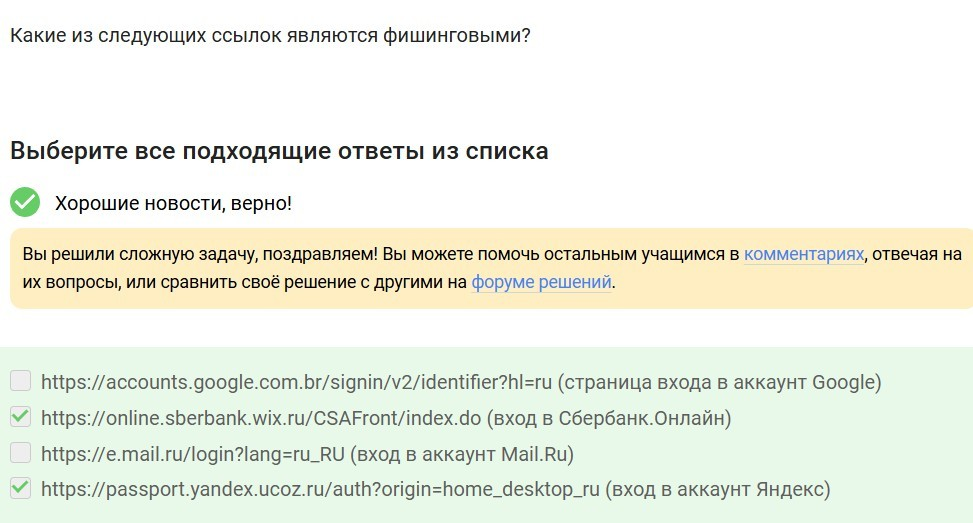 Какие из следующих ссылок являются фишинговыми?
Выберите все подходящие ответы из списка
Хорошие новости, верно!
Вы решили сложную задачу, поздравляем! Вы можете помочь остальным учащимся в комментариях, отвечая на
их вопросы, или сравнить своё решение с другими на форуме решений.
https://accounts.google.com.br/signin/v2/identifier?hl=ru (страница входа в аккаунт Google)
https://online.sberbank.wix.ru/CSAFront/index.do (вход в Сбербанк.Онлайн)
https://e.mail.ru/login?lang=ru_RU (вход в аккаунт Mail.Ru)
https://passport.yandex.ucoz.ru/auth?origin=home_desktop_ru (вход в аккаунт Яндекс)